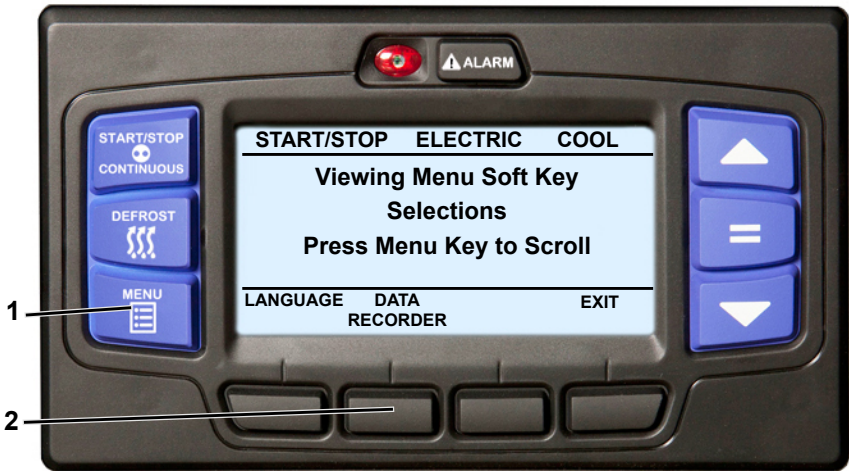 ALARM
START/STOP
CONTINUOUS
DEFROST
MENU
START/STOP ELECTRIC COOL
Viewing Menu Soft Key
Selections
Press Menu Key to Scroll
LANGUAGE DATA RECORDER EXIT
1
2